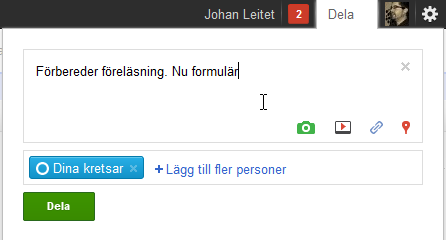 Johan Leitet 2 Dela
Förbereder föreläsning. Nu formulär
Dina kretsar × + Lägg till fler personer
Dela